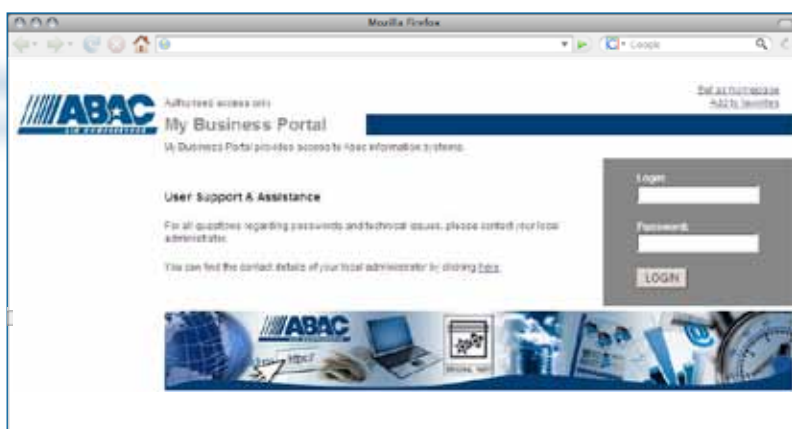 Mozilla Firefox
Google
ABAC
AIR COMPRESSORS
Authorised access only
My Business Portal
My Business Portal provides access to Abac information systems.
Set as homepage
Add to favorites
User Support & Assistance
For all questions regarding passwords and technical issues, please contact your local
administrator.
You can find the contact details of your local administrator by clicking here.
Login:
Password:
LOGIN
ABAC
https://